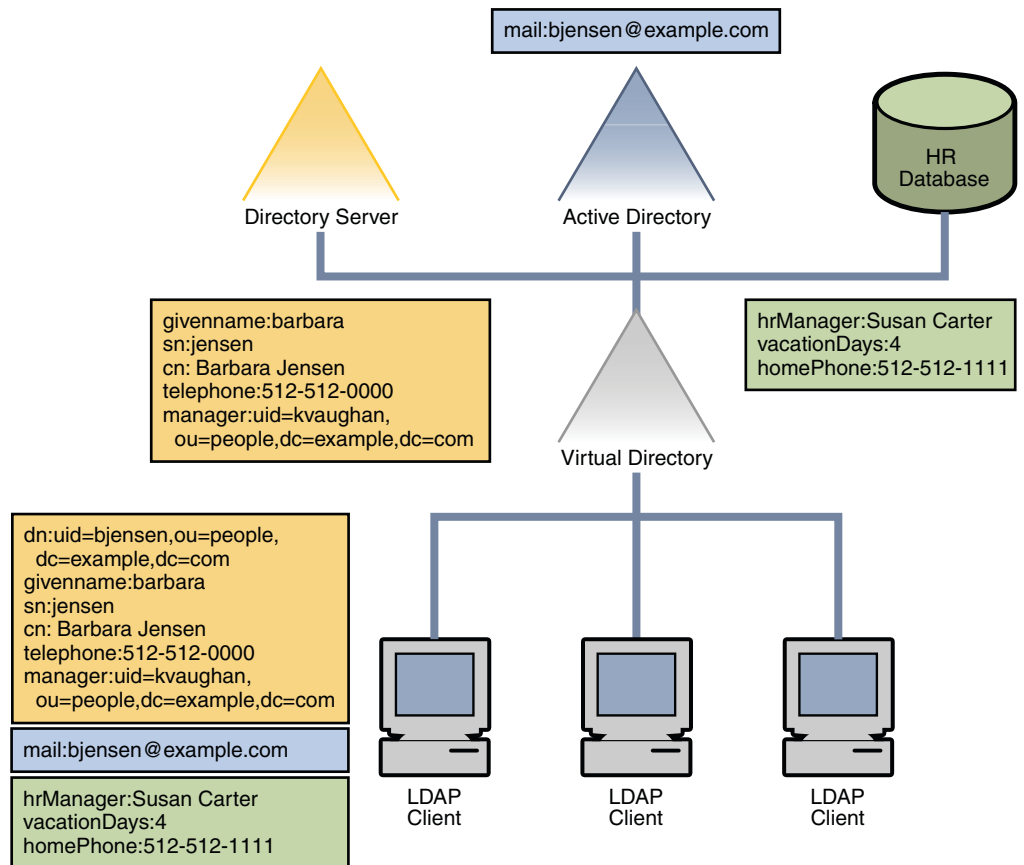 mail:bjensen@example.com
HR
Database
Directory Server
Active Directory
givenname:barbara
sn:jensen
cn: Barbara Jensen
telephone:512-512-0000
manager:uid=kvaughan,
ou=people,dc=example,dc=com
hrManager:Susan Carter
vacationDays:4
homePhone:512-512-1111
Virtual Directory
dn:uid=bjensen,ou=people,
dc=example,dc=com
givenname:barbara
sn:jensen
cn: Barbara Jensen
telephone:512-512-0000
manager:uid=kvaughan,
ou=people,dc=example,dc=com
mail:bjensen@example.com
hrManager:Susan Carter
vacationDays:4
homePhone:512-512-1111
LDAP
Client
LDAP
Client
LDAP
Client